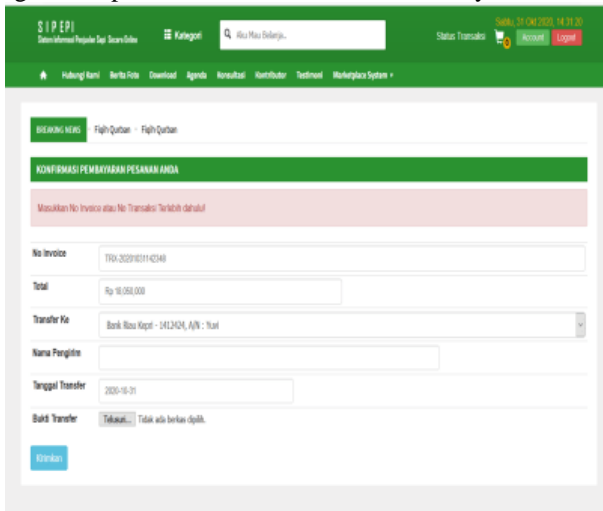 SIPEPI
Sistem Informasi Penjualan Sapi Secara Online
Kategori
Aku Mau Belanja..
Status Transaksi
Sabtu, 31 Okt 2020, 14:31:20
0
Account
Logout
Hubungi Kami Berita Foto Download Agenda Konsultasi Kontributor Testimoni Marketplace System
BREAKING NEWS - Fiqih Qurban - Fiqih Qurban
KONFIRMASI PEMBAYARAN PESANAN ANDA
Masukkan No Invoice atau No Transaksi Terlebih dahulu!
No Invoice
TRX-20201031142348
Total
Rp 18,050,000
Transfer Ke
Bank Riau Kepri - 1412424, A/N : Yuvi
Nama Pengirim
Tanggal Transfer
2020-10-31
Bukti Transfer
Telusuri... Tidak ada berkas dipilih.
Kirimkan